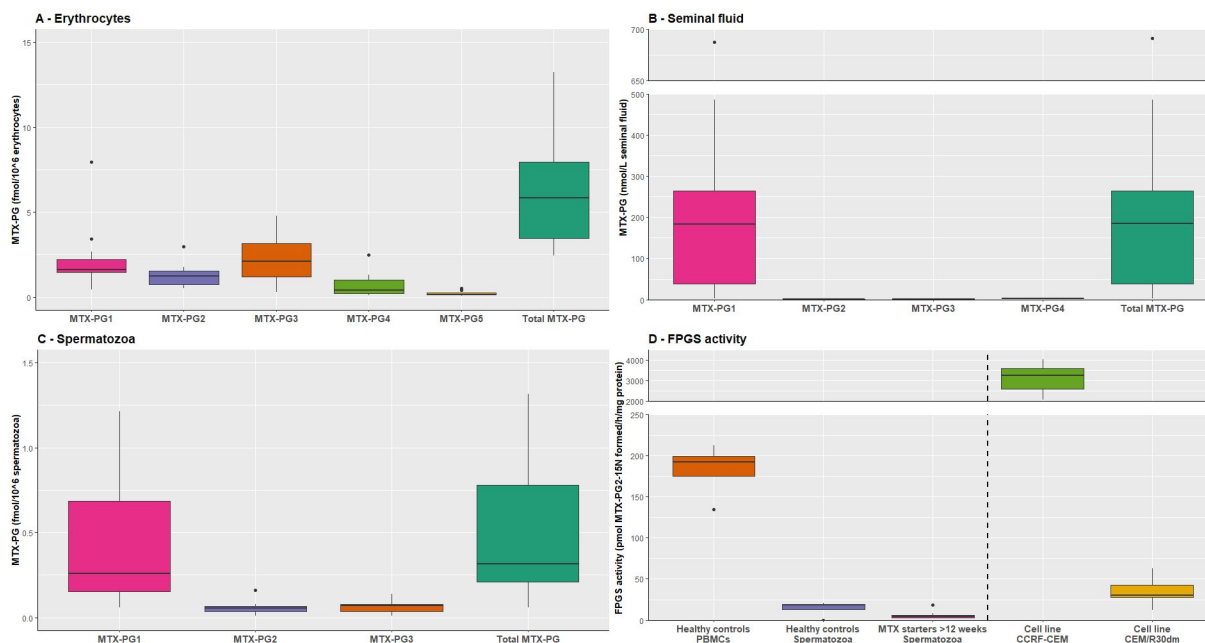 A - Erythrocytes
MTX-PG (fmol/10^6 erythrocytes)
15
10
5
0
MTX-PG1 MTX-PG2 MTX-PG3 MTX-PG4 MTX-PG5 Total MTX-PG
B - Seminal fluid
MTX-PG (nmol/L seminal fluid)
700
650
500
400
300
200
100
0
MTX-PG1 MTX-PG2 MTX-PG3 MTX-PG4 Total MTX-PG
C - Spermatozoa
MTX-PG (fmol/10^6 spermatozoa)
1.5
1.0
0.5
0.0
MTX-PG1 MTX-PG2 MTX-PG3 Total MTX-PG
D - FPGS activity
FPGS activity (pmol MTX-PG2-15N formed/h/mg protein)
4000
3000
2000
250
200
150
100
50
0
Healthy controls Healthy controls MTX starters >12 weeks Cell line Cell line
PBMCs Spermatozoa Spermatozoa CCRF-CEM CEM/R30dm